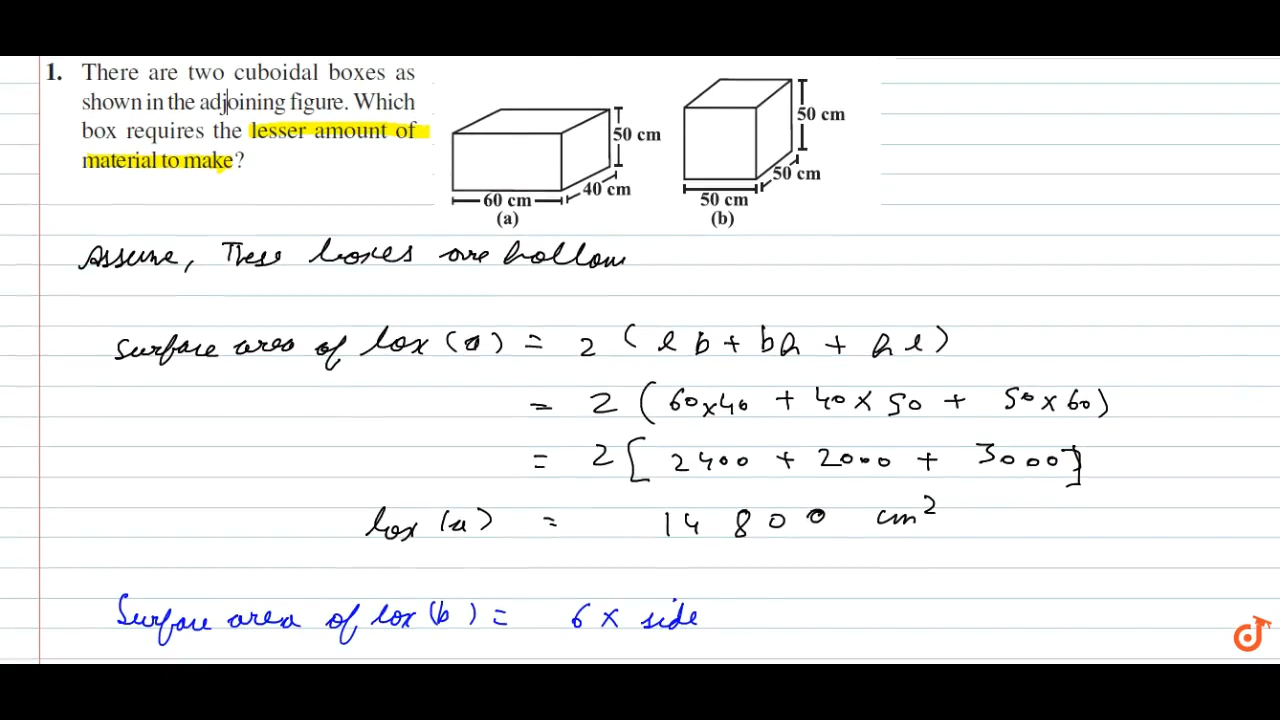 1. There are two cuboidal boxes as
shown in the adjoining figure. Which
box requires the lesser amount of
material to make?
50 cm
40 cm
60 cm
(a)
50 cm
50 cm
50 cm
(b)
Assume, These boxes are hollow
Surface area of box (a) = 2 (lb + bh + hl)
= 2 (60x40 + 40 x 50 + 50 x 60)
= 2 [2400 + 2000 + 3000]
box (a) = 14800 cm²
Surface area of box (b) = 6 x side